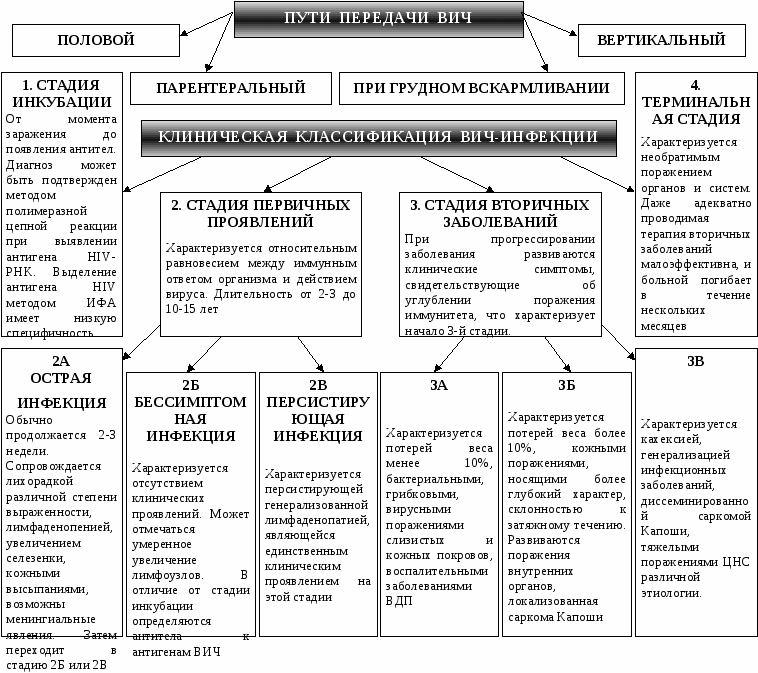 ПУТИ ПЕРЕДАЧИ ВИЧ
ПОЛОВОЙ
ВЕРТИКАЛЬНЫЙ
ПАРЕНТЕРАЛЬНЫЙ
ПРИ ГРУДНОМ ВСКАРМЛИВАНИИ
КЛИНИЧЕСКАЯ КЛАССИФИКАЦИЯ ВИЧ-ИНФЕКЦИИ
1. СТАДИЯ
ИНКУБАЦИИ
От момента
заражения до
появления антител.
Диагноз может
быть подтвержден
методом
полимеразной
цепной реакции
при выявлении
антигена HIV-
РНК. Выделение
антигена HIV
методом ИФА
имеет низкую
специфичность
2. СТАДИЯ ПЕРВИЧНЫХ
ПРОЯВЛЕНИЙ
Характеризуется относительным
равновесием между иммунным
ответом организма и действием
вируса. Длительность от 2-3 до
10-15 лет
3. СТАДИЯ ВТОРИЧНЫХ
ЗАБОЛЕВАНИЙ
При прогрессировании
заболевания развиваются
клинические симптомы,
свидетельствующие об
углублении поражения
иммунитета, что характеризует
начало 3-й стадии.
4.
ТЕРМИНАЛЬН
АЯ СТАДИЯ
Характеризуется
необратимым
поражением
органов и систем.
Даже адекватно
проводимая
терапия вторичных
заболеваний
малоэффективна, и
больной погибает
в течение
нескольких
месяцев
2А
ОСТРАЯ
ИНФЕКЦИЯ
Обычно
продолжается 2-3
недели.
Сопровождается
лихорадкой
различной степени
выраженности,
лимфаденопенией,
увеличением
селезенки,
кожными
высыпаниями,
возможны
менингиальные
явления. Затем
переходит в
стадию 2Б или 2В
2Б
БЕССИМПТОМ
НАЯ
ИНФЕКЦИЯ
Характеризуется
отсутствием
клинических
проявлений. Может
отмечаться
умеренное
увеличение
лимфоузлов. В
отличие от стадии
инкубации
определяются
антитела к
антигенам ВИЧ
2В
ПЕРСИСТИРУ
ЮЩАЯ
ИНФЕКЦИЯ
Характеризуется
персистирующей
генерализованной
лимфаденопатией,
являющейся
единственным
клиническим
проявлением на
этой стадии
3А
Характеризуется
потерей веса
менее 10%,
бактериальными,
грибковыми,
вирусными
поражениями
слизистых и
кожных покровов,
воспалительными
заболеваниями
ВДП
3Б
Характеризуется
потерей веса более
10%, кожными
поражениями,
носящими более
глубокий характер,
склонностью к
затяжному течению.
Развиваются
поражения
внутренних
органов,
локализованная
саркома Капоши
3В
Характеризуется
кахексией,
генерализацией
инфекционных
заболеваний,
диссеминированно
й саркомой
Капоши,
тяжелыми
поражениями ЦНС
различной
этиологии.